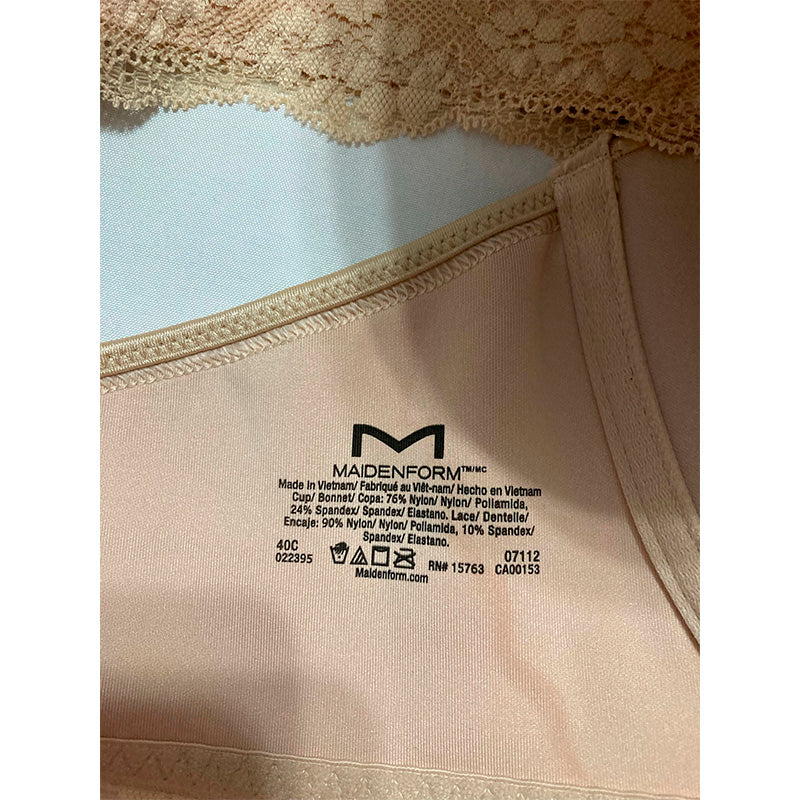 M
MAIDENFORM™/MC
Made in Vietnam/ Fabriqué au Viêt-nam/ Hecho en Vietnam
Cup/ Bonnet/ Copa: 76% Nylon/ Nylon/ Poliamida,
24% Spandex/ Spandex/ Elastano. Lace/ Dentelle/
Encaje: 90% Nylon/ Nylon/ Poliamida, 10% Spandex/
Spandex/ Elastano.
40C 07112
022395 RN# 15763 CA00153
Maidenform.com